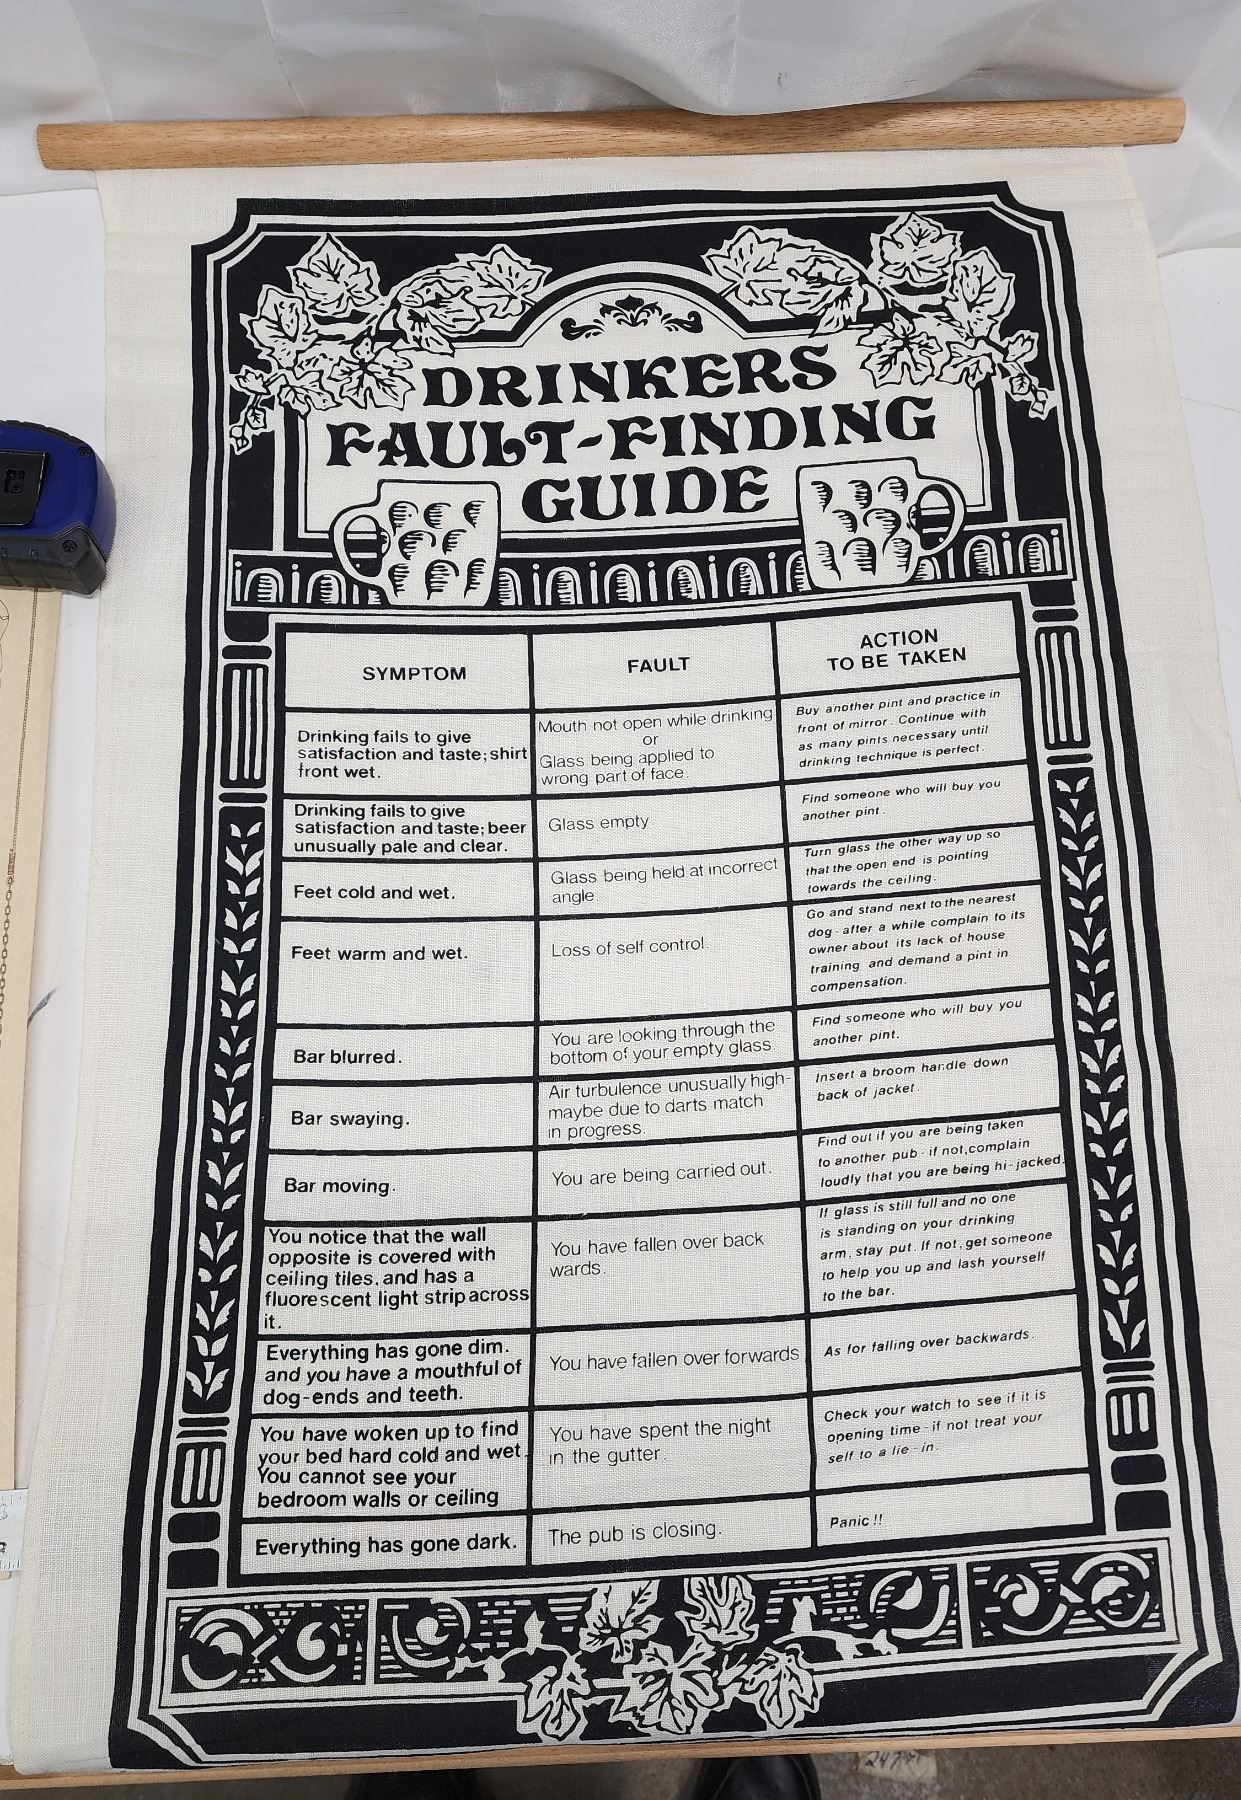 DRINKERS
FAULT-FINDING
GUIDE
SYMPTOM
FAULT
ACTION
TO BE TAKEN
Drinking fails to give
satisfaction and taste; shirt
front wet.
Mouth not open while drinking
or
Glass being applied to
wrong part of face.
Buy another pint and practice in
front of mirror. Continue with
as many pints necessary until
drinking technique is perfect.
Drinking fails to give
satisfaction and taste; beer
unusually pale and clear.
Glass empty.
Find someone who will buy you
another pint.
Feet cold and wet.
Glass being held at incorrect
angle
Turn glass the other way up so
that the open end is pointing
towards the ceiling.
Feet warm and wet.
Loss of self control.
Go and stand next to the nearest
dog - after a while complain to its
owner about its lack of house
training and demand a pint in
compensation.
Bar blurred.
You are looking through the
bottom of your empty glass.
Find someone who will buy you
another pint.
Bar swaying.
Air turbulence unusually high-
maybe due to darts match
in progress.
Insert a broom handle down
back of jacket.
Bar moving.
You are being carried out.
Find out if you are being taken
to another pub - if not, complain
loudly that you are being hi-jacked.
You notice that the wall
opposite is covered with
ceiling tiles, and has a
fluorescent light strip across
it.
You have fallen over back
wards.
If glass is still full and no one
is standing on your drinking
arm, stay put. If not, get someone
to help you up and lash yourself
to the bar.
Everything has gone dim.
and you have a mouthful of
dog-ends and teeth.
You have fallen over forwards
As for falling over backwards.
You have woken up to find
your bed hard cold and wet.
You cannot see your
bedroom walls or ceiling
You have spent the night
in the gutter.
Check your watch to see if it is
opening time - if not treat your
self to a lie-in.
Everything has gone dark.
The pub is closing.
Panic!!